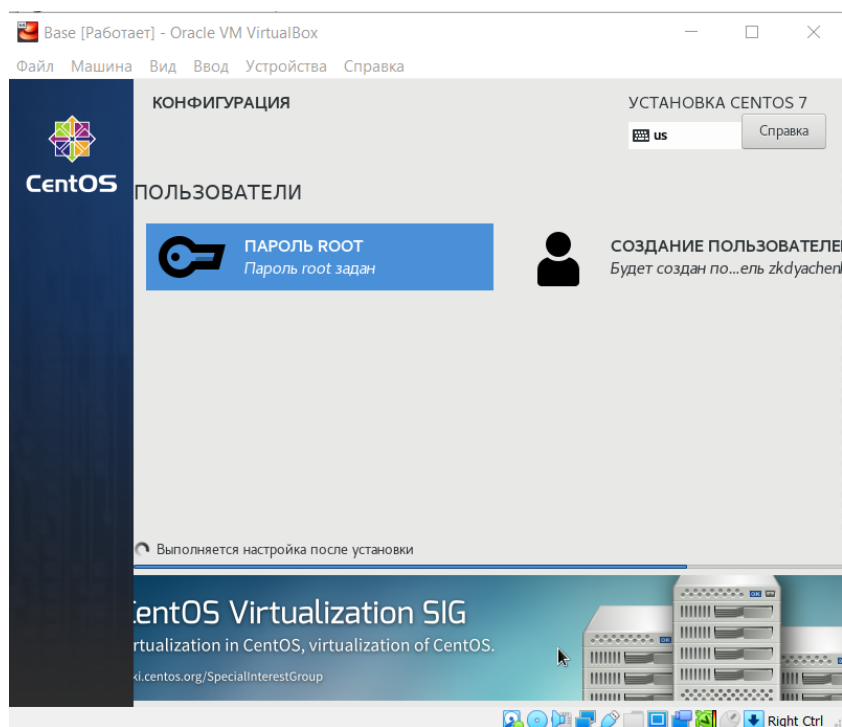 Base [Работает] - Oracle VM VirtualBox
Файл Машина Вид Ввод Устройства Справка
CentOS
КОНФИГУРАЦИЯ
УСТАНОВКА CENTOS 7
us
Справка
ПОЛЬЗОВАТЕЛИ
ПАРОЛЬ ROOT
Пароль root задан
СОЗДАНИЕ ПОЛЬЗОВАТЕЛЕ
Будет создан по...ель zkdyachen
Выполняется настройка после установки
entOS Virtualization SIG
rtualization in CentOS, virtualization of CentOS.
ki.centos.org/SpecialInterestGroup
OK
OK
Right Ctrl